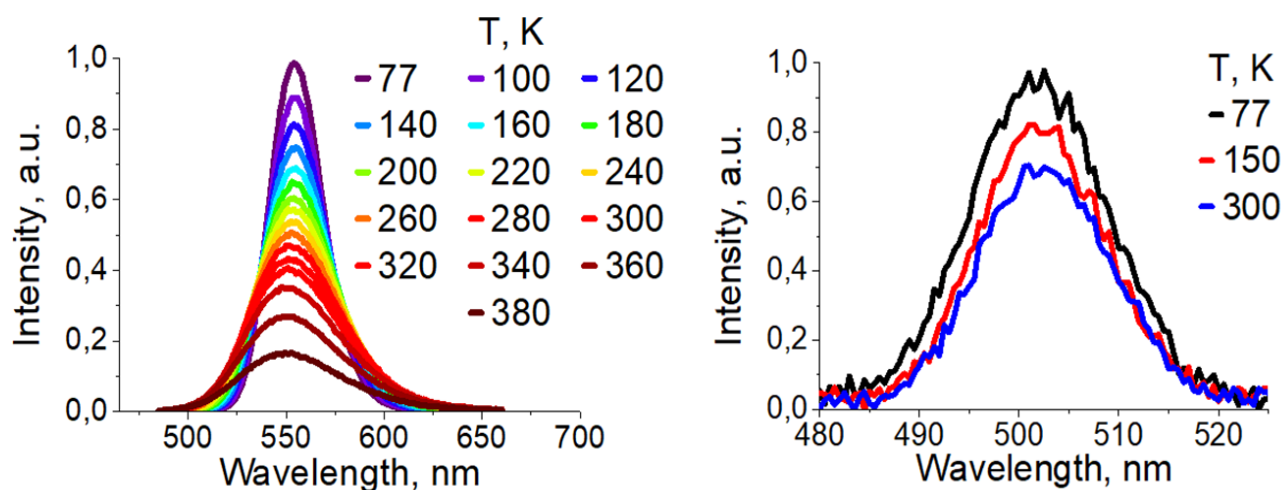 T, K
77 100 120
140 160 180
200 220 240
260 280 300
320 340 360
380
1,0
0,8
0,6
0,4
0,2
0,0
Intensity, a.u.
500 550 600 650 700
Wavelength, nm
T, K
77
150
300
1,0
0,8
0,6
0,4
0,2
0,0
Intensity, a.u.
480 490 500 510 520
Wavelength, nm